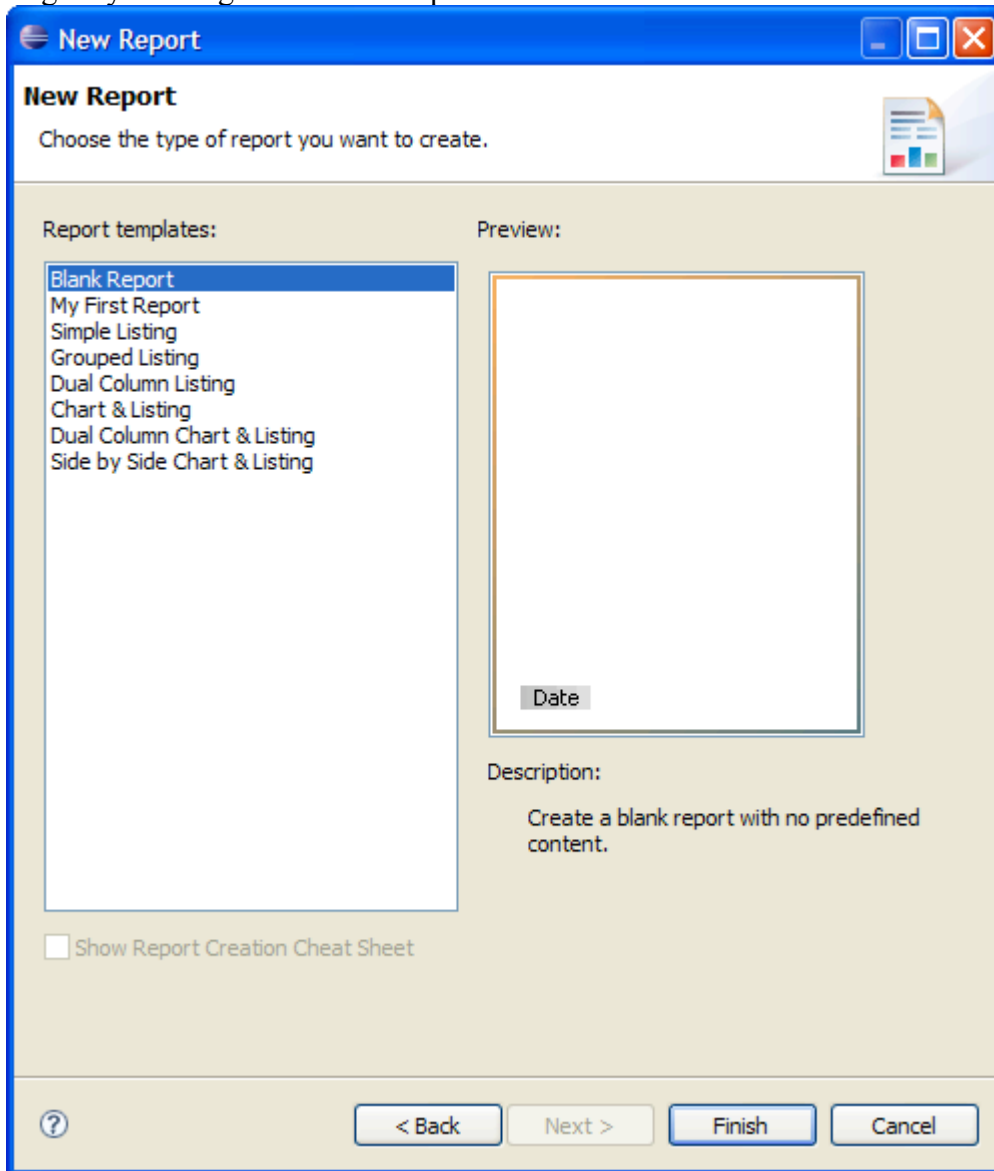 New Report
New Report
Choose the type of report you want to create.
Report templates:
Blank Report
My First Report
Simple Listing
Grouped Listing
Dual Column Listing
Chart & Listing
Dual Column Chart & Listing
Side by Side Chart & Listing
Preview:
Date
Description:
Create a blank report with no predefined
content.
Show Report Creation Cheat Sheet
< Back
Next >
Finish
Cancel